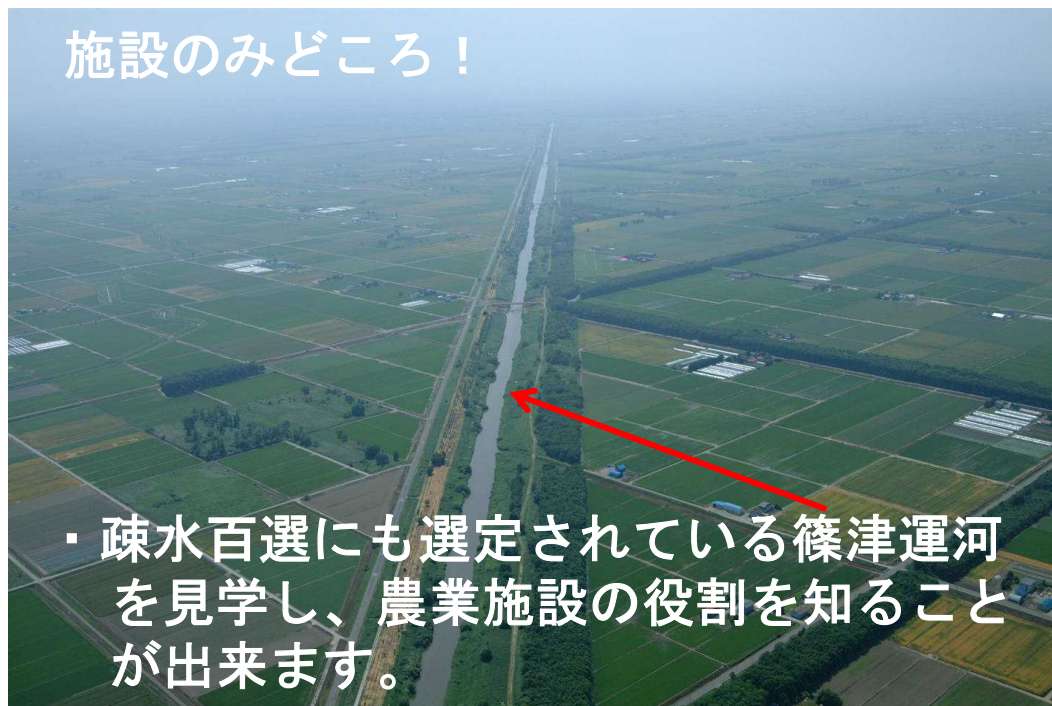 施設のみどころ！
・疎水百選にも選定されている篠津運河
を見学し、農業施設の役割を知ること
が出来ます。